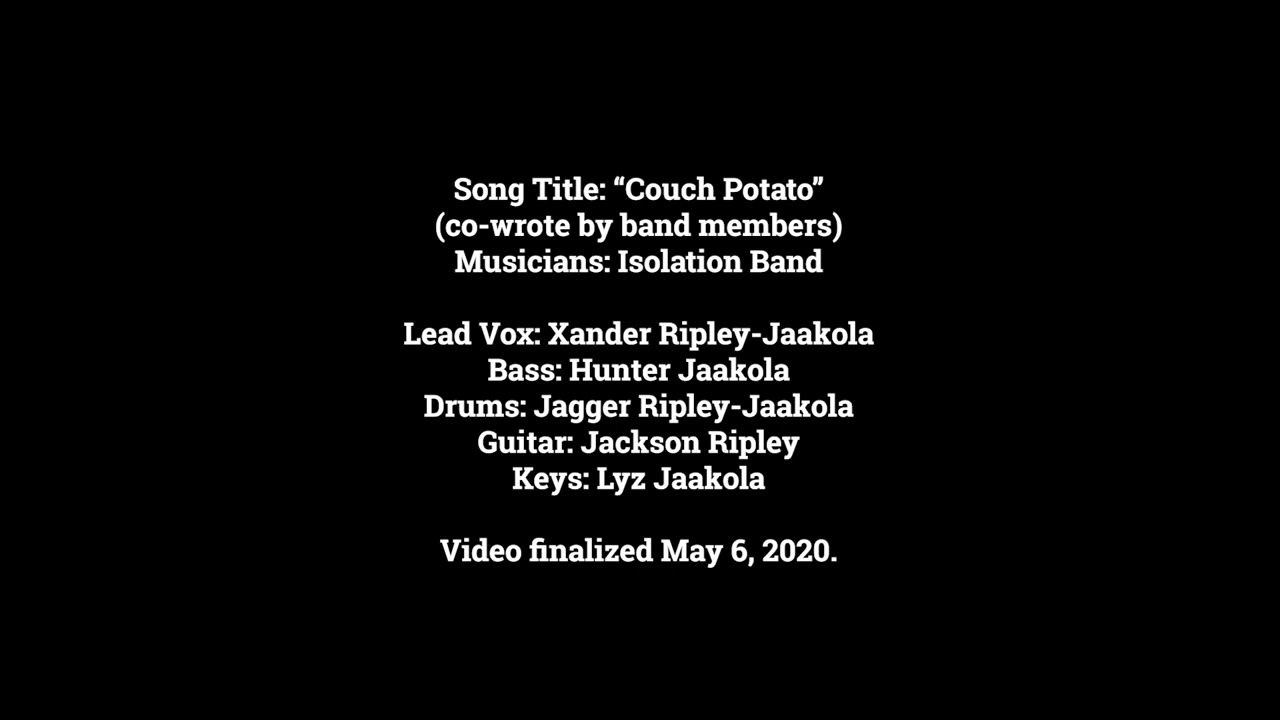 Song Title: “Couch Potato”
(co-wrote by band members)
Musicians: Isolation Band
Lead Vox: Xander Ripley-Jaakola
Bass: Hunter Jaakola
Drums: Jagger Ripley-Jaakola
Guitar: Jackson Ripley
Keys: Lyz Jaakola
Video finalized May 6, 2020.